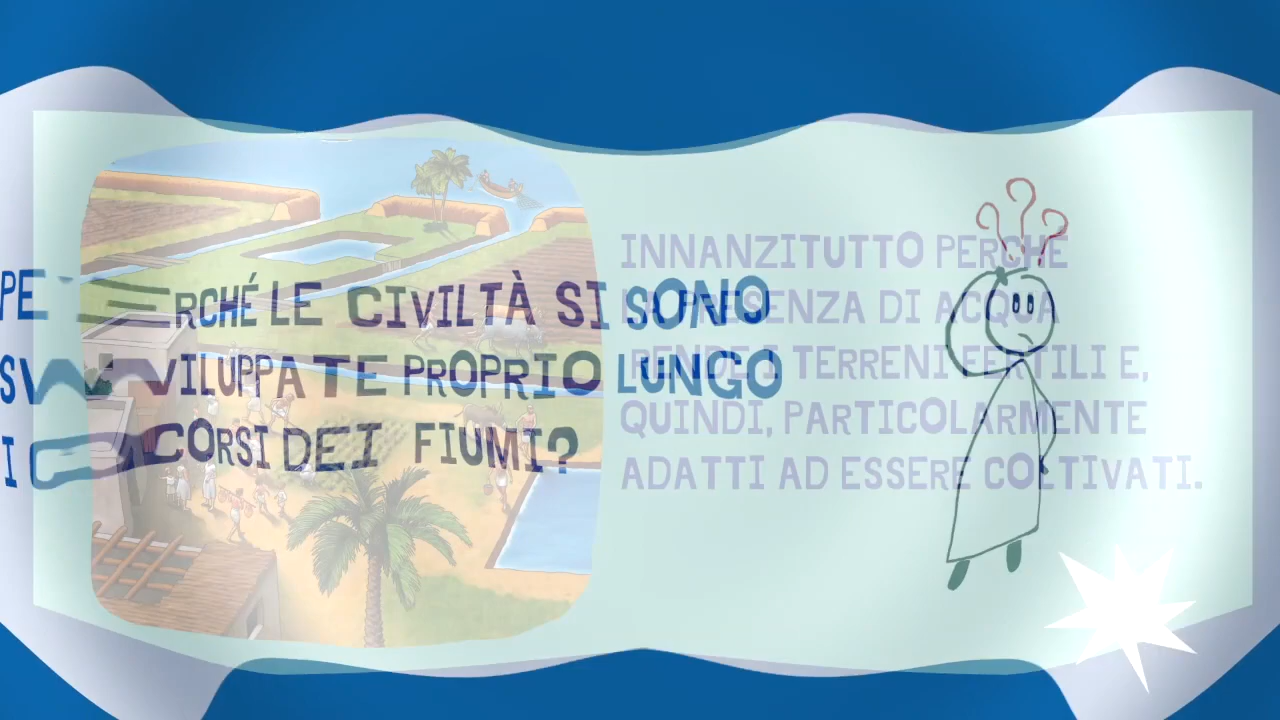 PERCHÉ LE CIVILTÀ SI SONO
SVILUPPATE PROPRIO LUNGO
I CORSI DEI FIUMI?
INNANZITUTTO PERCHÉ
LA PRESENZA DI ACQUA
RENDE I TERRENI FERTILI E,
QUINDI, PARTICOLARMENTE
ADATTI AD ESSERE COLTIVATI.